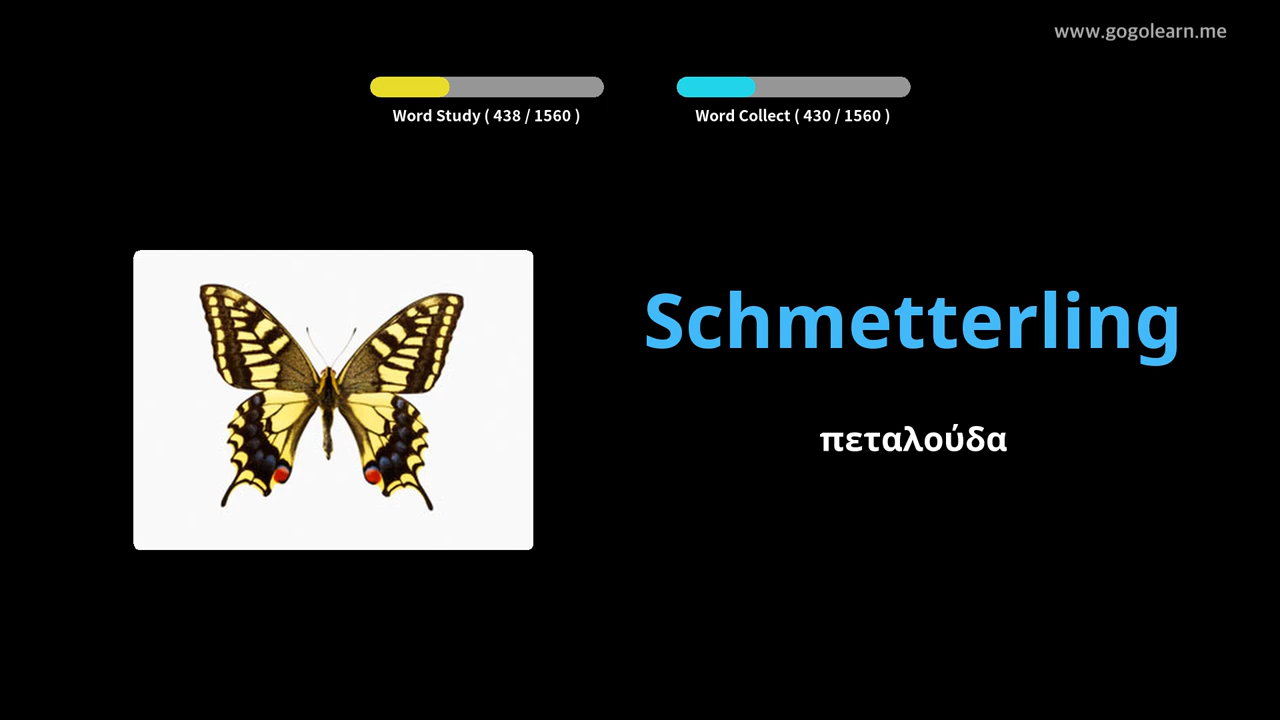 www.gogolearn.me
Word Study ( 438 / 1560 )
Word Collect ( 430 / 1560 )
Schmetterling
πεταλούδα